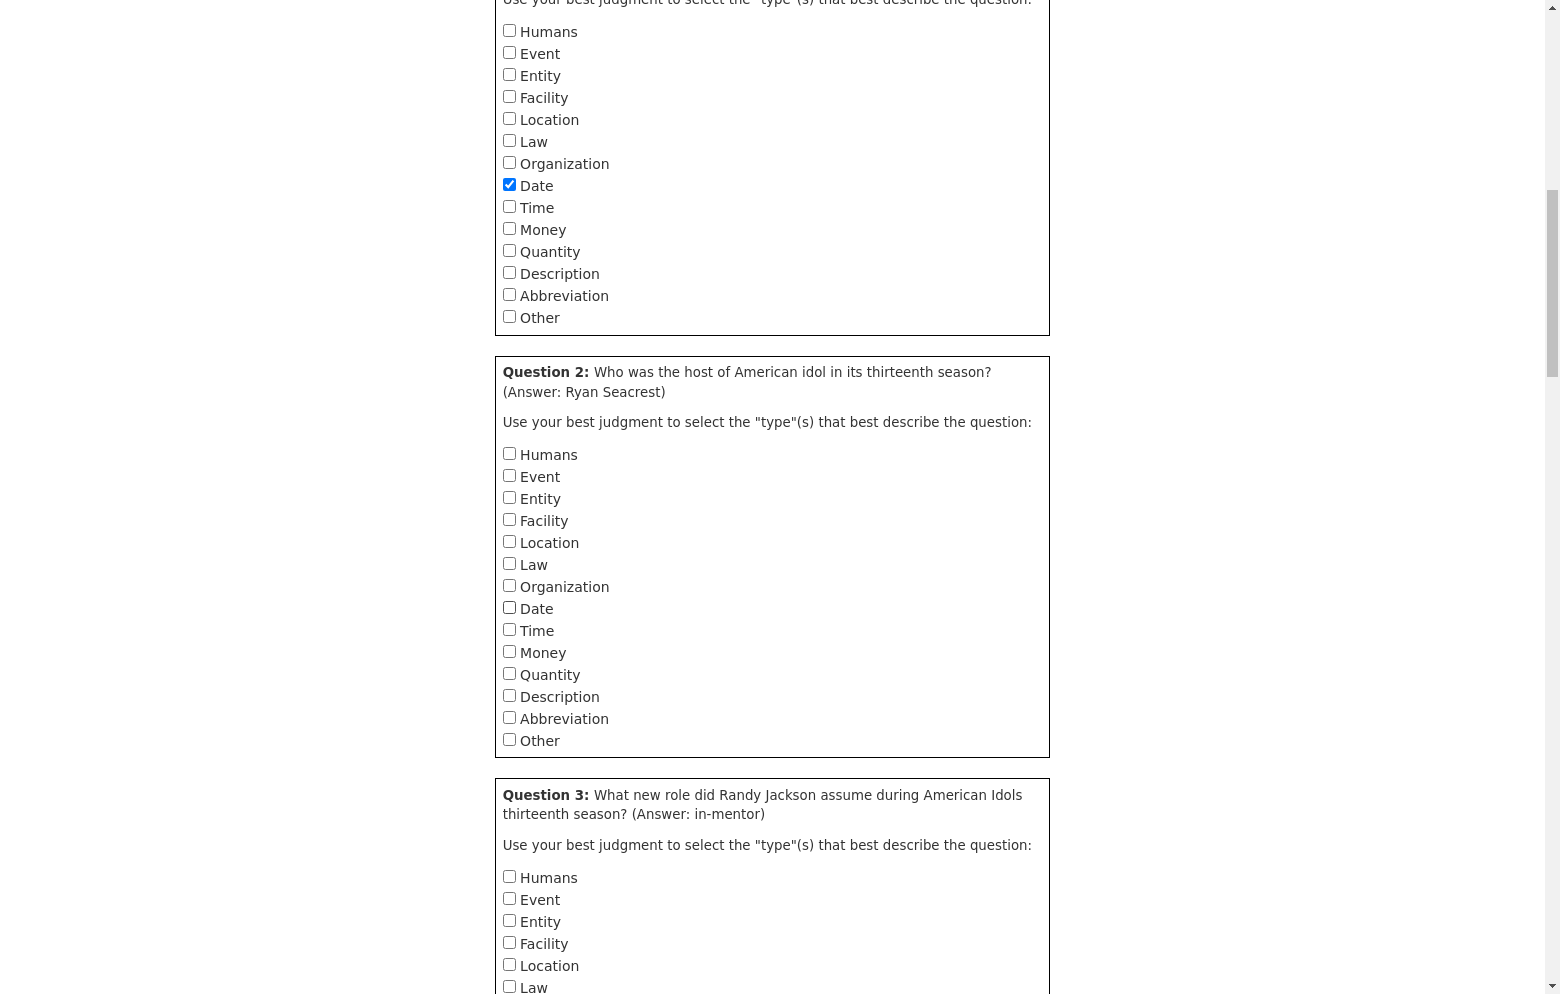 Use your best judgment to select the "type"(s) that best describe the question:
Humans
Event
Entity
Facility
Location
Law
Organization
Date
Time
Money
Quantity
Description
Abbreviation
Other
Question 2: Who was the host of American idol in its thirteenth season?
(Answer: Ryan Seacrest)
Use your best judgment to select the "type"(s) that best describe the question:
Humans
Event
Entity
Facility
Location
Law
Organization
Date
Time
Money
Quantity
Description
Abbreviation
Other
Question 3: What new role did Randy Jackson assume during American Idols
thirteenth season? (Answer: in-mentor)
Use your best judgment to select the "type"(s) that best describe the question:
Humans
Event
Entity
Facility
Location
Law